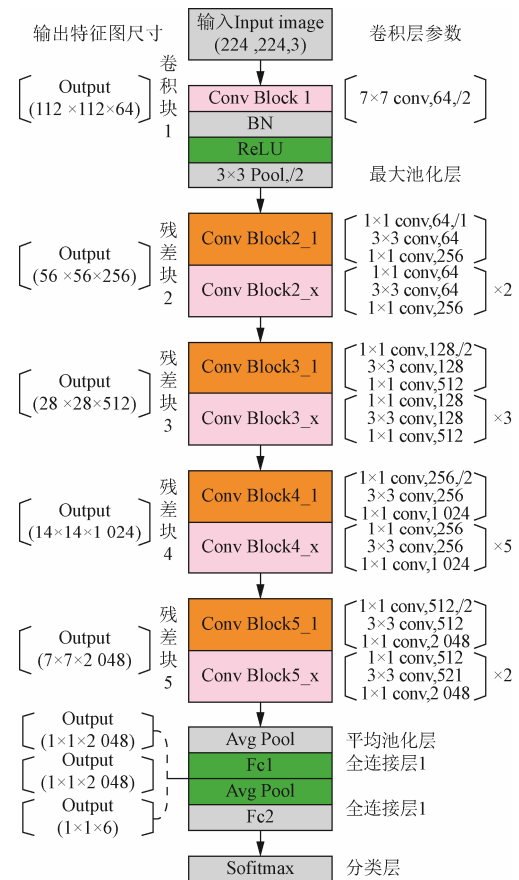 输出特征图尺寸
输入Input image
(224 ,224,3)
卷积层参数
Output
(112 ×112×64)
卷积块1
Conv Block 1
BN
ReLU
3×3 Pool,/2
7×7 conv,64,/2
最大池化层
Output
(56 ×56×256)
残差块2
Conv Block2_1
Conv Block2_x
1×1 conv,64,/1
3×3 conv,64
1×1 conv,256
1×1 conv,64
3×3 conv,64
1×1 conv,256
×2
Output
(28 ×28×512)
残差块3
Conv Block3_1
Conv Block3_x
1×1 conv,128,/2
3×3 conv,128
1×1 conv,512
1×1 conv,128
3×3 conv,128
1×1 conv,512
×3
Output
(14×14×1 024)
残差块4
Conv Block4_1
Conv Block4_x
1×1 conv,256,/2
3×3 conv,256
1×1 conv,1 024
1×1 conv,256
3×3 conv,256
1×1 conv,1 024
×5
Output
(7×7×2 048)
残差块5
Conv Block5_1
Conv Block5_x
1×1 conv,512,/2
3×3 conv,512
1×1 conv,2 048
1×1 conv,512
3×3 conv,521
1×1 conv,2 048
×2
Output
(1×1×2 048)
Output
(1×1×2 048)
Output
(1×1×6)
Avg Pool
Fc1
Avg Pool
Fc2
平均池化层
全连接层1
全连接层1
Sofitmax
分类层